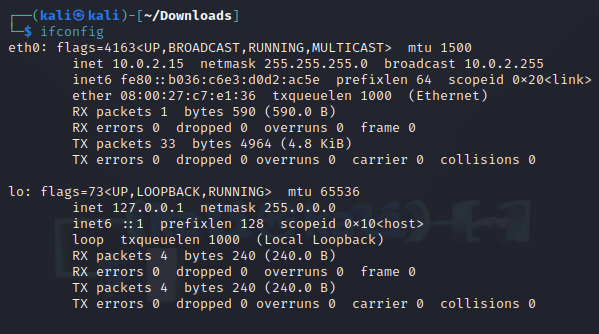 ┌──(kali㉿kali)-[~/Downloads]
└─$ ifconfig
eth0: flags=4163<UP,BROADCAST,RUNNING,MULTICAST>  mtu 1500
        inet 10.0.2.15  netmask 255.255.255.0  broadcast 10.0.2.255
        inet6 fe80::b036:c6e3:d0d2:ac5e  prefixlen 64  scopeid 0×20<link>
        ether 08:00:27:c7:e1:36  txqueuelen 1000  (Ethernet)
        RX packets 1  bytes 590 (590.0 B)
        RX errors 0  dropped 0  overruns 0  frame 0
        TX packets 33  bytes 4964 (4.8 KiB)
        TX errors 0  dropped 0 overruns 0  carrier 0  collisions 0

lo: flags=73<UP,LOOPBACK,RUNNING>  mtu 65536
        inet 127.0.0.1  netmask 255.0.0.0
        inet6 ::1  prefixlen 128  scopeid 0×10<host>
        loop  txqueuelen 1000  (Local Loopback)
        RX packets 4  bytes 240 (240.0 B)
        RX errors 0  dropped 0  overruns 0  frame 0
        TX packets 4  bytes 240 (240.0 B)
        TX errors 0  dropped 0 overruns 0  carrier 0  collisions 0